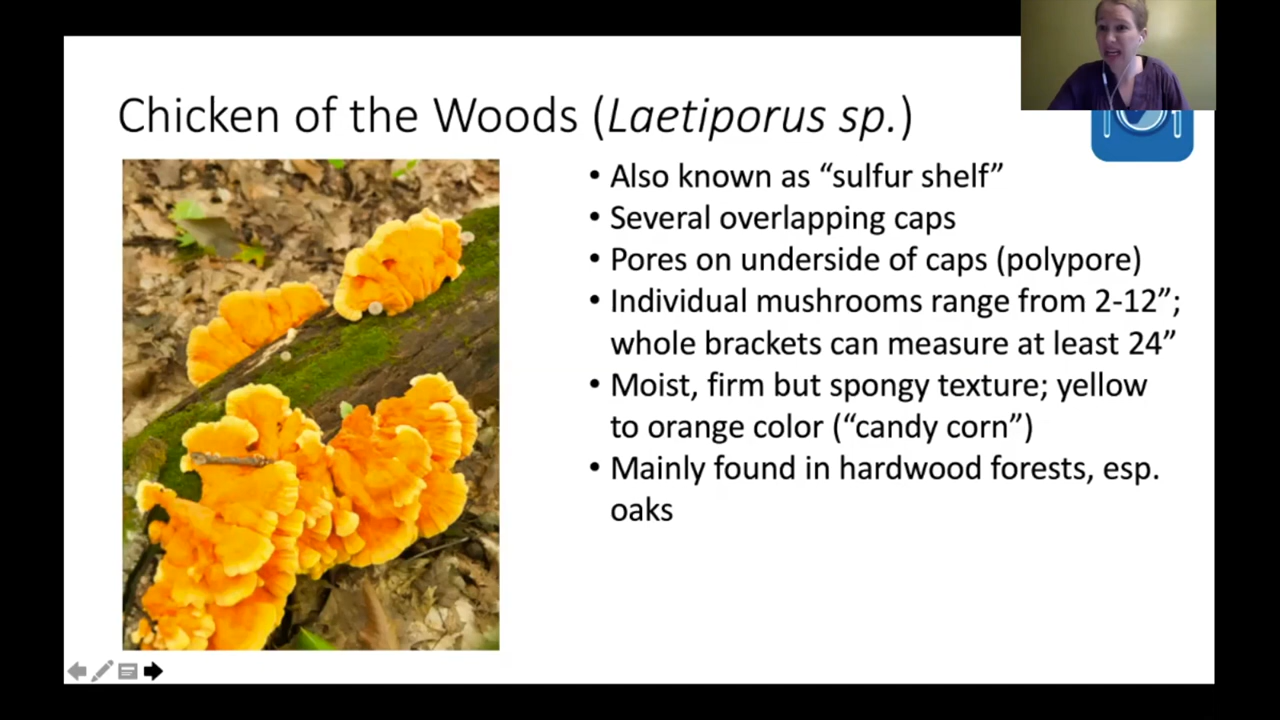 Chicken of the Woods (Laetiporus sp.)
• Also known as “sulfur shelf”
• Several overlapping caps
• Pores on underside of caps (polypore)
• Individual mushrooms range from 2-12”;
whole brackets can measure at least 24”
• Moist, firm but spongy texture; yellow
to orange color (“candy corn”)
• Mainly found in hardwood forests, esp.
oaks